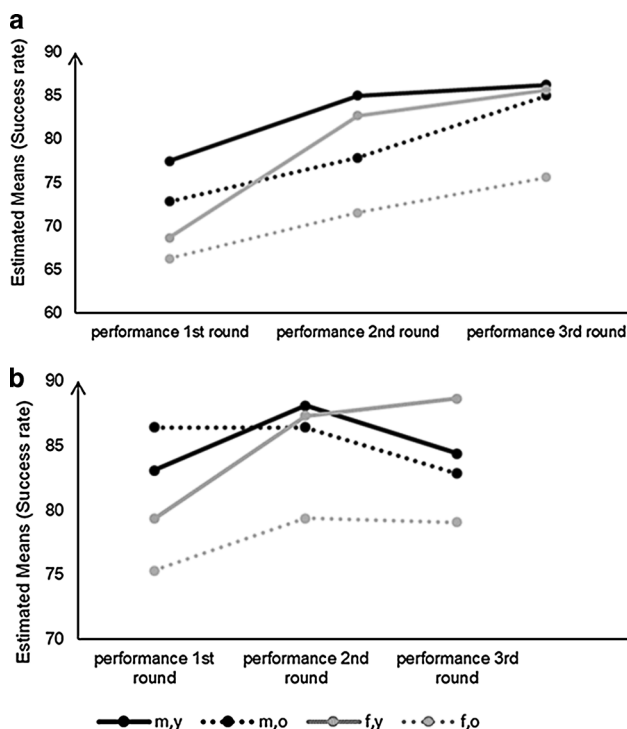 a
Estimated Means (Success rate)
90
85
80
75
70
65
60
performance 1st round performance 2nd round performance 3rd round
b
Estimated Means (Success rate)
90
85
80
75
70
performance 1st performance 2nd performance 3rd
round round round
m,y m,o f,y f,o